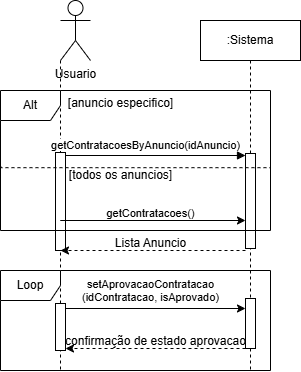 :Sistema
Usuario
Alt
[anuncio especifico]
getContratacoesByAnuncio(idAnuncio)
[todos os anuncios]
getContratacoes()
Lista Anuncio
Loop
setAprovacaoContratacao
(idContratacao, isAprovado)
confirmação de estado aprovacao